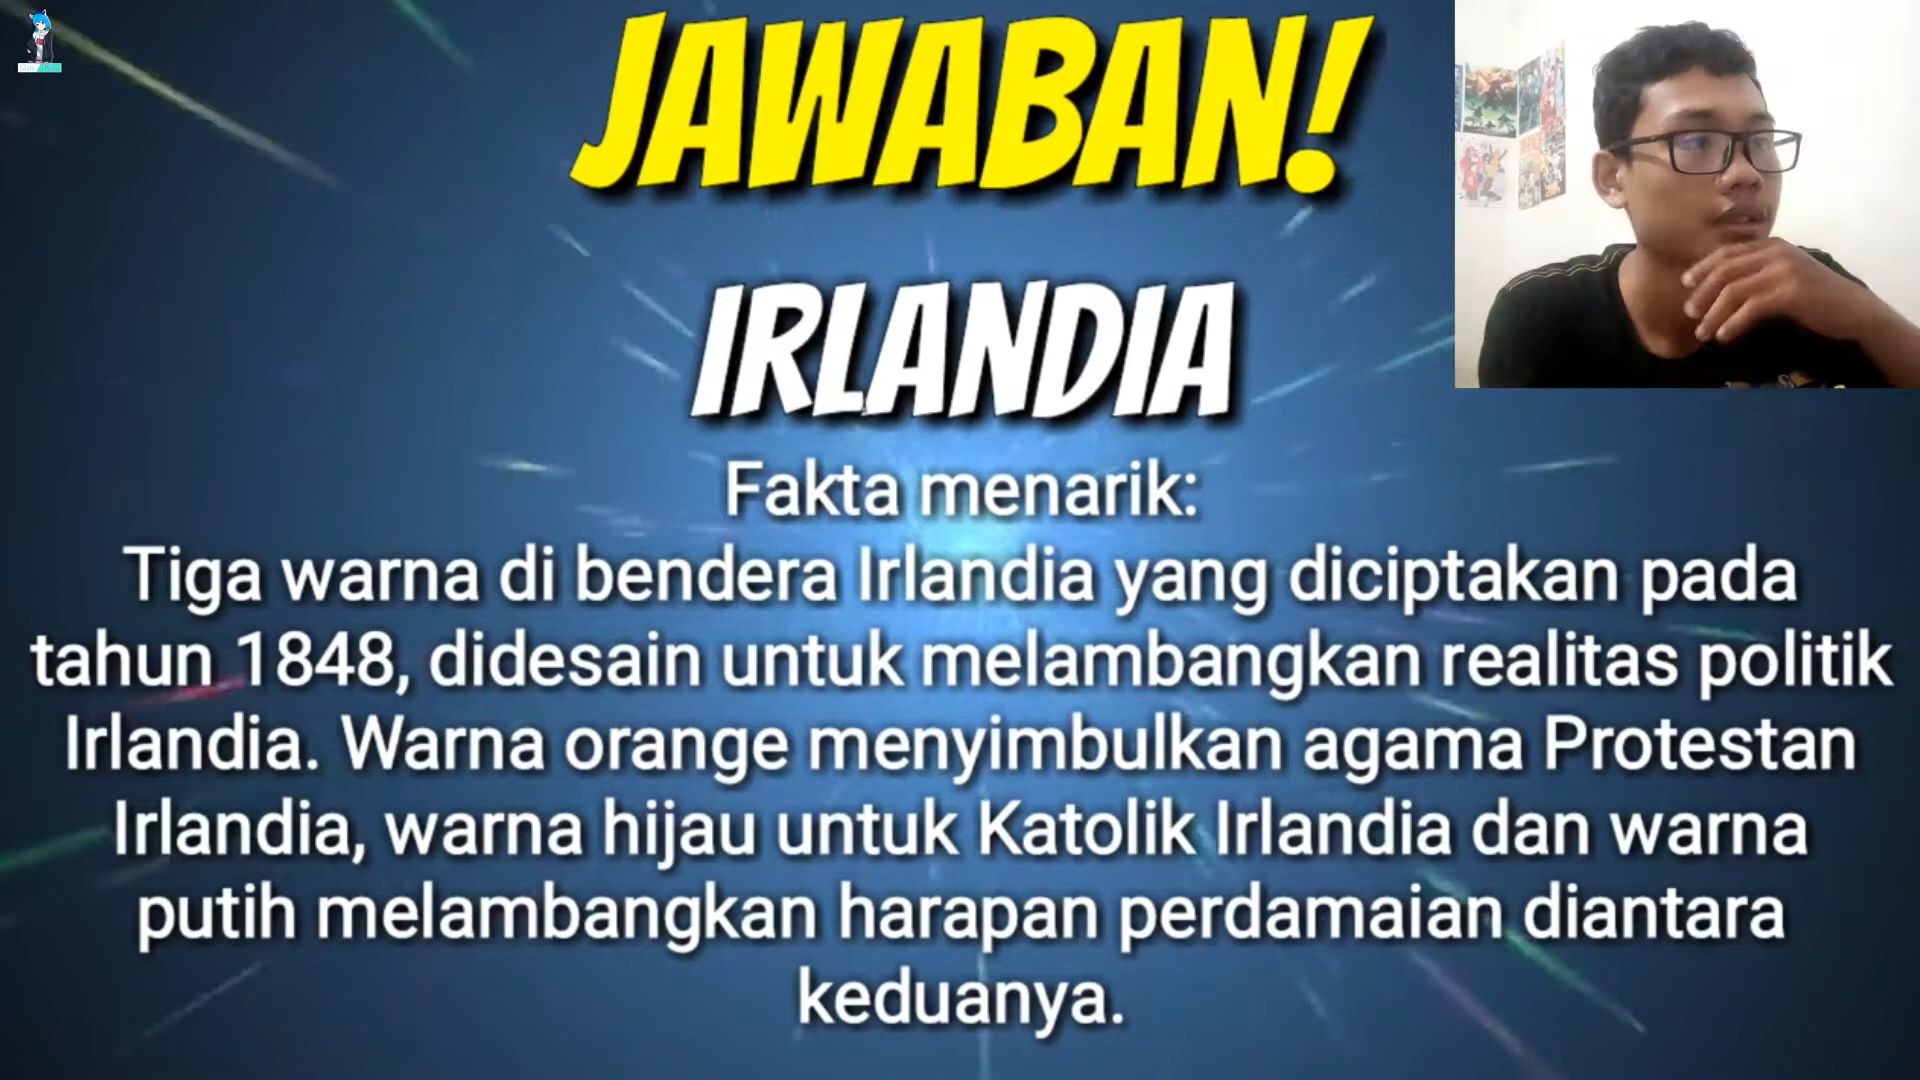 JAWABAN!
IRLANDIA
Fakta menarik:
Tiga warna di bendera Irlandia yang diciptakan pada
tahun 1848, didesain untuk melambangkan realitas politik
Irlandia. Warna orange menyimbulkan agama Protestan
Irlandia, warna hijau untuk Katolik Irlandia dan warna
putih melambangkan harapan perdamaian diantara
keduanya.